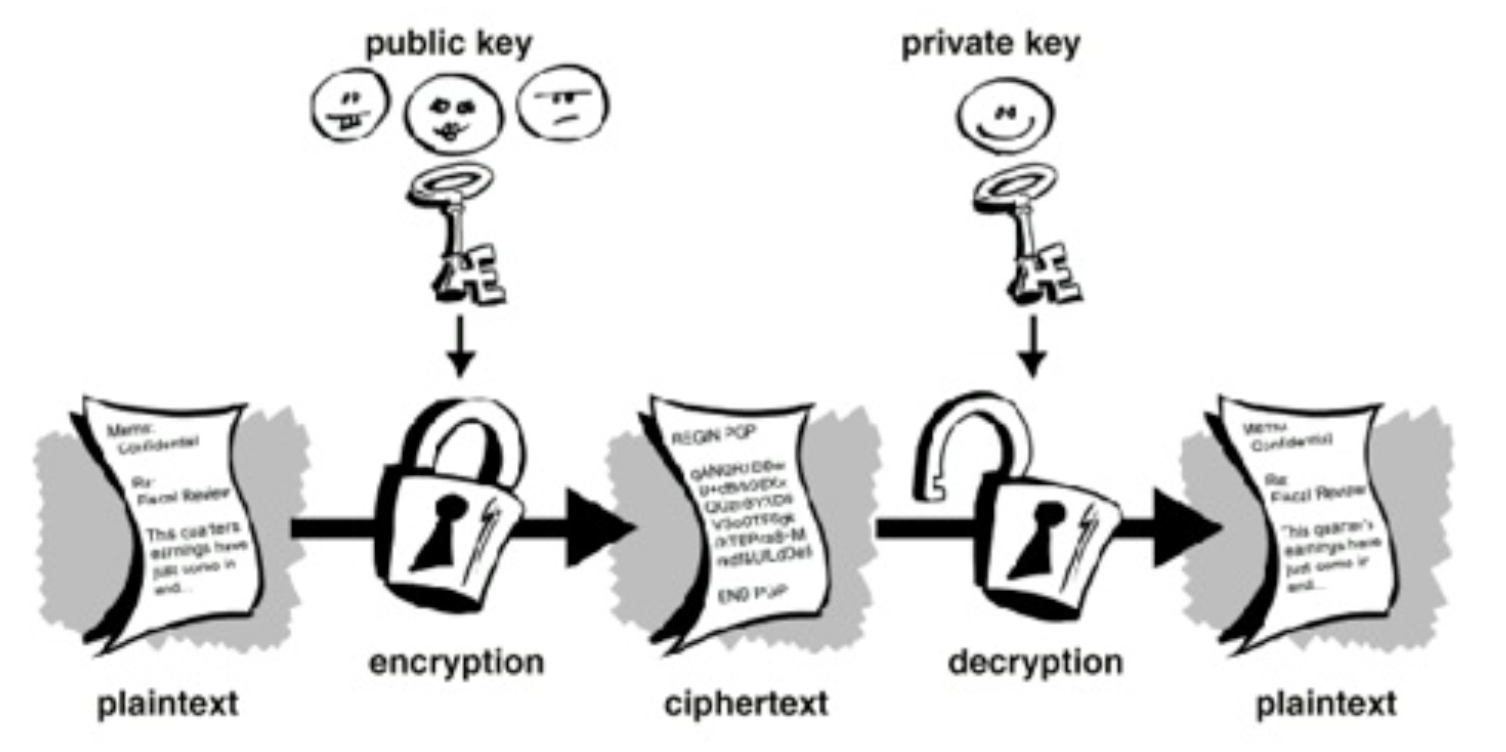 public key
private key
Memo:
Confidential
Re:
Fiscal Review
This quarter's
earnings have
just come in
and...
BEGIN PGP
END PGP
Memo:
Confidential
Re:
Fiscal Review
This quarter's
earnings have
just come in
and...
encryption
decryption
plaintext
ciphertext
plaintext